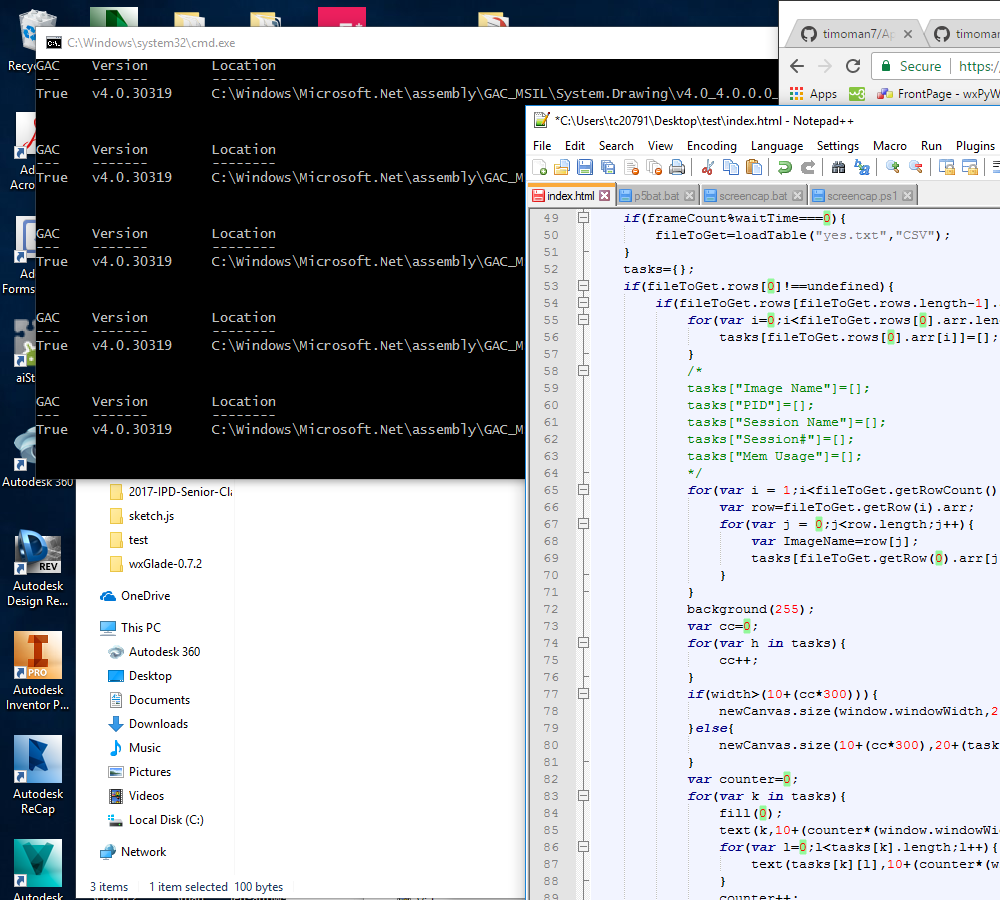 Recy
Ad
Acro
Ad
Forms
aiSt
Autodesk 360
REV
Autodesk
Design Re...
PRO
Autodesk
Inventor P...
Autodesk
ReCap
Autodesk
C:\Windows\system32\cmd.exe
GAC Version Location
--- ------- --------
True v4.0.30319 C:\Windows\Microsoft.Net\assembly\GAC_MSIL\System.Drawing\v4.0_4.0.0.0_
GAC Version Location
--- ------- --------
True v4.0.30319 C:\Windows\Microsoft.Net\assembly\GAC_M
GAC Version Location
--- ------- --------
True v4.0.30319 C:\Windows\Microsoft.Net\assembly\GAC_M
GAC Version Location
--- ------- --------
True v4.0.30319 C:\Windows\Microsoft.Net\assembly\GAC_M
GAC Version Location
--- ------- --------
True v4.0.30319 C:\Windows\Microsoft.Net\assembly\GAC_M
2017-IPD-Senior-Cla
sketch.js
test
wxGlade-0.7.2
OneDrive
This PC
Autodesk 360
Desktop
Documents
Downloads
Music
Pictures
Videos
Local Disk (C:)
Network
3 items 1 item selected 100 bytes
timoman7/Ap timoman
Secure https:/
Apps w3 FrontPage - wxPyW
*C:\Users\tc20791\Desktop\test\index.html - Notepad++
File Edit Search View Encoding Language Settings Macro Run Plugins
index.html p5bat.bat screencap.bat screencap.ps1
49 if(frameCount%waitTime===0){
50 fileToGet=loadTable("yes.txt","CSV");
51 }
52 tasks={};
53 if(fileToGet.rows[0]!==undefined){
54 if(fileToGet.rows[fileToGet.rows.length-1].
55 for(var i=0;i<fileToGet.rows[0].arr.len
56 tasks[fileToGet.rows[0].arr[i]]=[];
57 }
58 /*
59 tasks["Image Name"]=[];
60 tasks["PID"]=[];
61 tasks["Session Name"]=[];
62 tasks["Session#"]=[];
63 tasks["Mem Usage"]=[];
64 */
65 for(var i = 1;i<fileToGet.getRowCount()
66 var row=fileToGet.getRow(i).arr;
67 for(var j = 0;j<row.length;j++){
68 var ImageName=row[j];
69 tasks[fileToGet.getRow(0).arr[j
70 }
71 }
72 background(255);
73 var cc=0;
74 for(var h in tasks){
75 cc++;
76 }
77 if(width>(10+(cc*300))){
78 newCanvas.size(window.windowWidth,2
79 }else{
80 newCanvas.size(10+(cc*300),20+(task
81 }
82 var counter=0;
83 for(var k in tasks){
84 fill(0);
85 text(k,10+(counter*(window.windowWi
86 for(var l=0;l<tasks[k].length;l++){
87 text(tasks[k][l],10+(counter*(w
88 }
89 counter++;